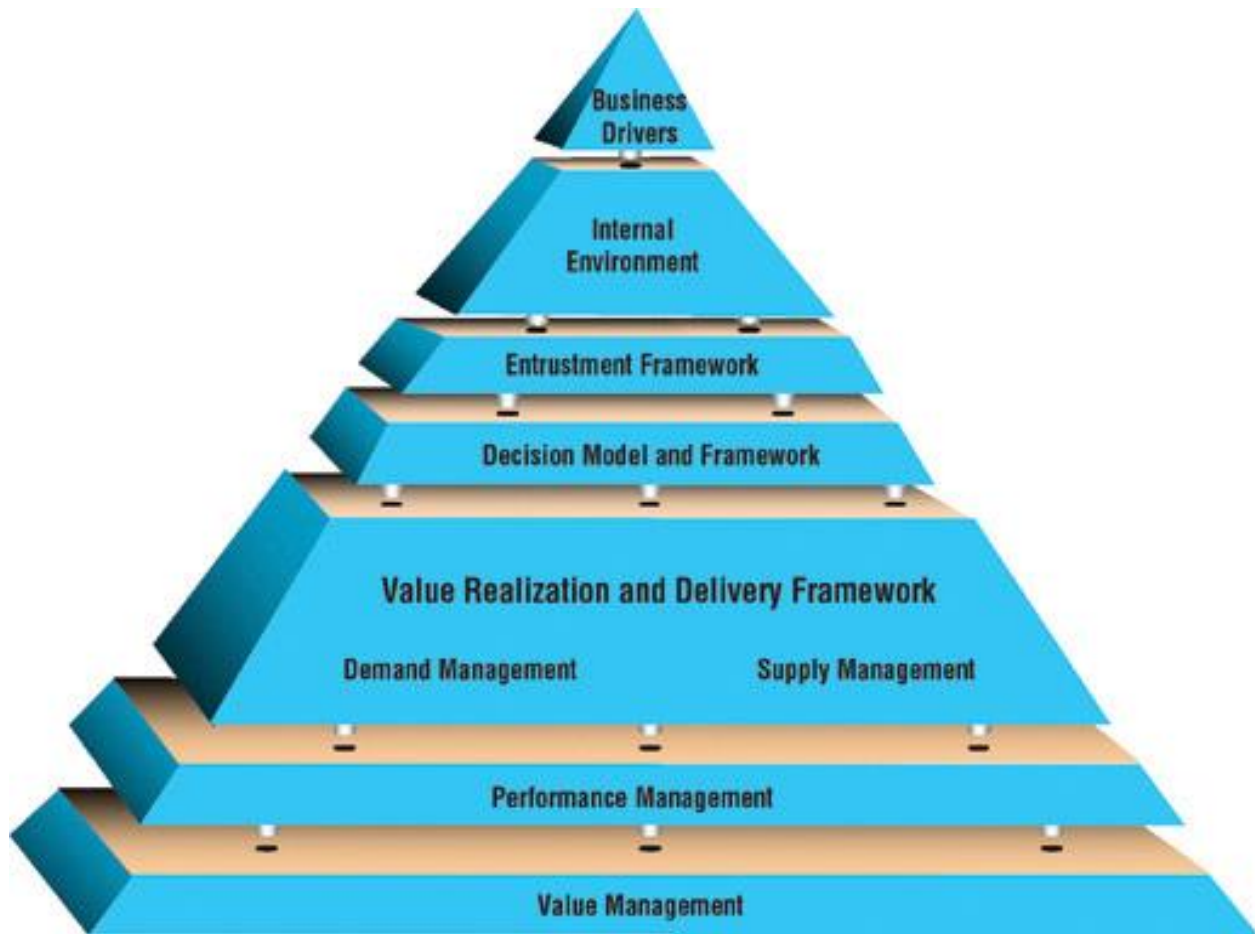 Business
Drivers
Internal
Environment
Entrustment Framework
Decision Model and Framework
Value Realization and Delivery Framework
Demand Management
Supply Management
Performance Management
Value Management